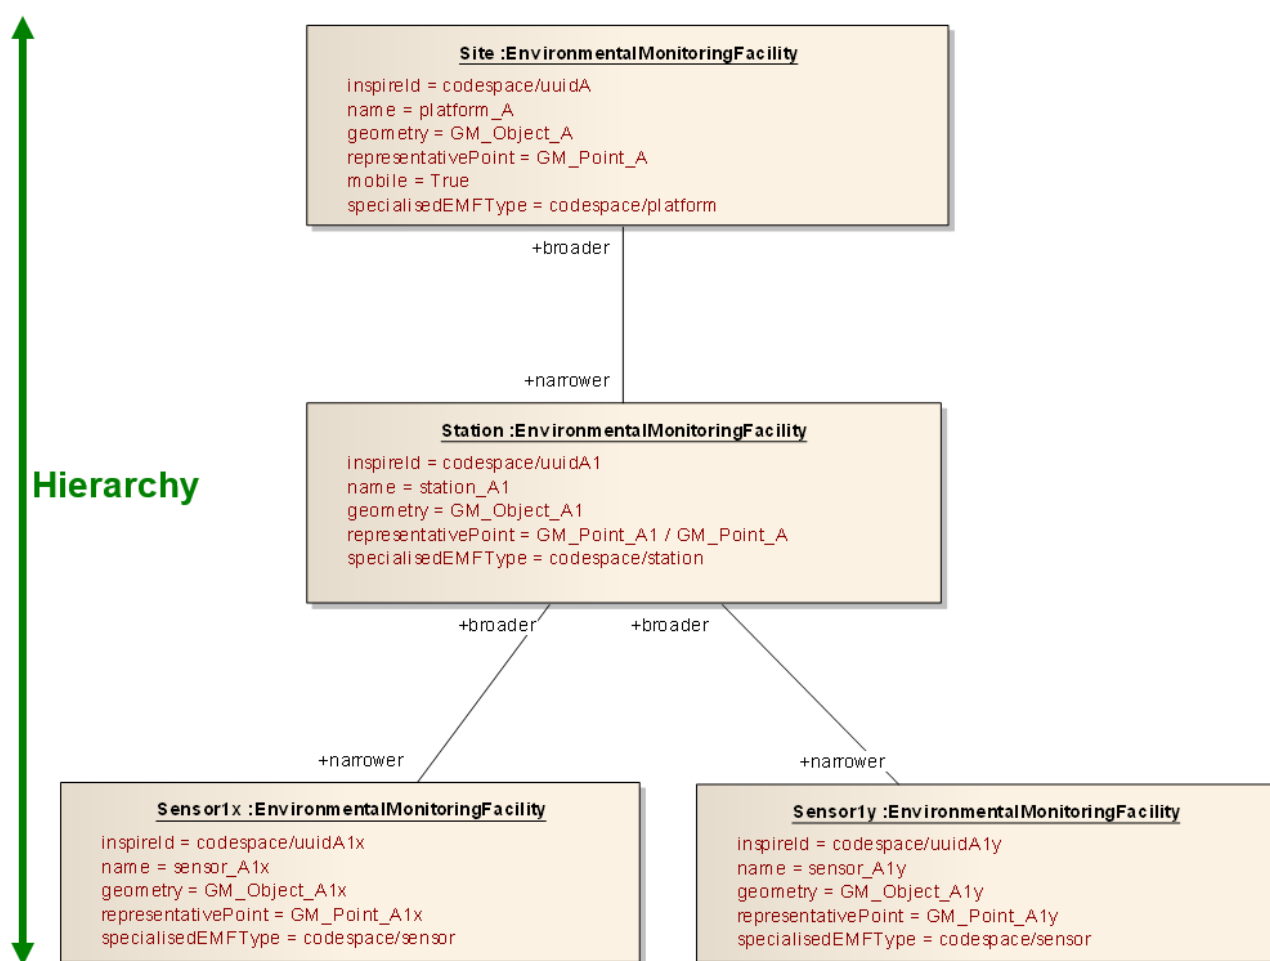 Site :EnvironmentalMonitoringFacility
inspireId = codespace/uuidA
name = platform_A
geometry = GM_Object_A
representativePoint = GM_Point_A
mobile = True
specialisedEMFType = codespace/platform
+broader
+narrower
Station :EnvironmentalMonitoringFacility
inspireId = codespace/uuidA1
name = station_A1
geometry = GM_Object_A1
representativePoint = GM_Point_A1 / GM_Point_A
specialisedEMFType = codespace/station
Hierarchy
+broader
+broader
+narrower
+narrower
Sensor1x :EnvironmentalMonitoringFacility
inspireId = codespace/uuidA1x
name = sensor_A1x
geometry = GM_Object_A1x
representativePoint = GM_Point_A1x
specialisedEMFType = codespace/sensor
Sensor1y :EnvironmentalMonitoringFacility
inspireId = codespace/uuidA1y
name = sensor_A1y
geometry = GM_Object_A1y
representativePoint = GM_Point_A1y
specialisedEMFType = codespace/sensor